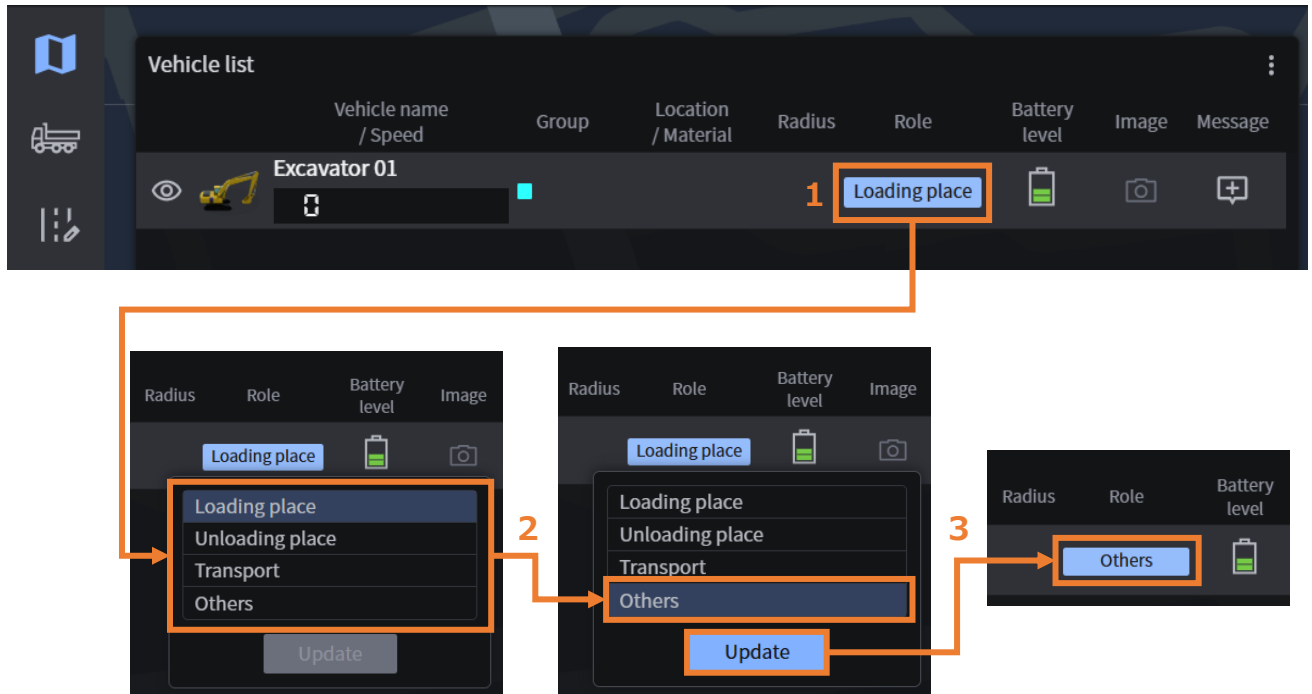 Vehicle list
Vehicle name
/ Speed
Group
Location
/ Material
Radius
Role
Battery
level
Image
Message
Excavator 01
0
1
Loading place
Radius
Role
Battery
level
Image
Loading place
Loading place
Unloading place
Transport
Others
Update
2
Radius
Role
Battery
level
Image
Loading place
Loading place
Unloading place
Transport
Others
Update
3
Radius
Role
Battery
level
Others